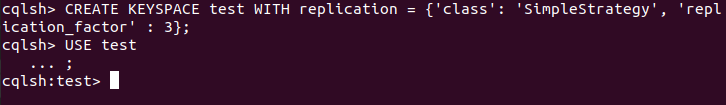 cqlsh> CREATE KEYSPACE test WITH replication = {'class': 'SimpleStrategy', 'repl
ication_factor' : 3};
cqlsh> USE test
   ... ;
cqlsh:test>